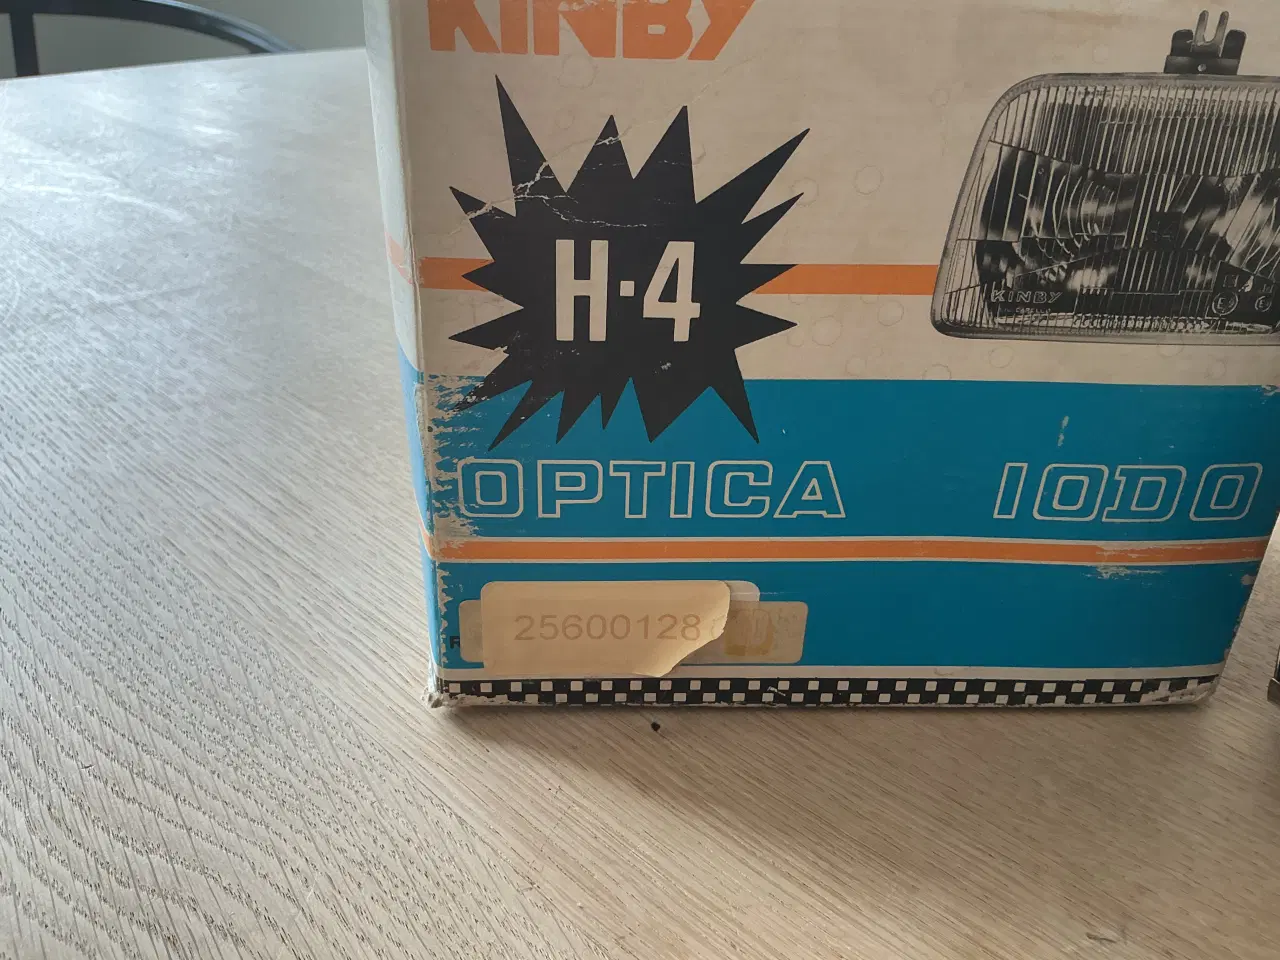 KINBY
H-4
KINBY
OPTICA IODO
25600128